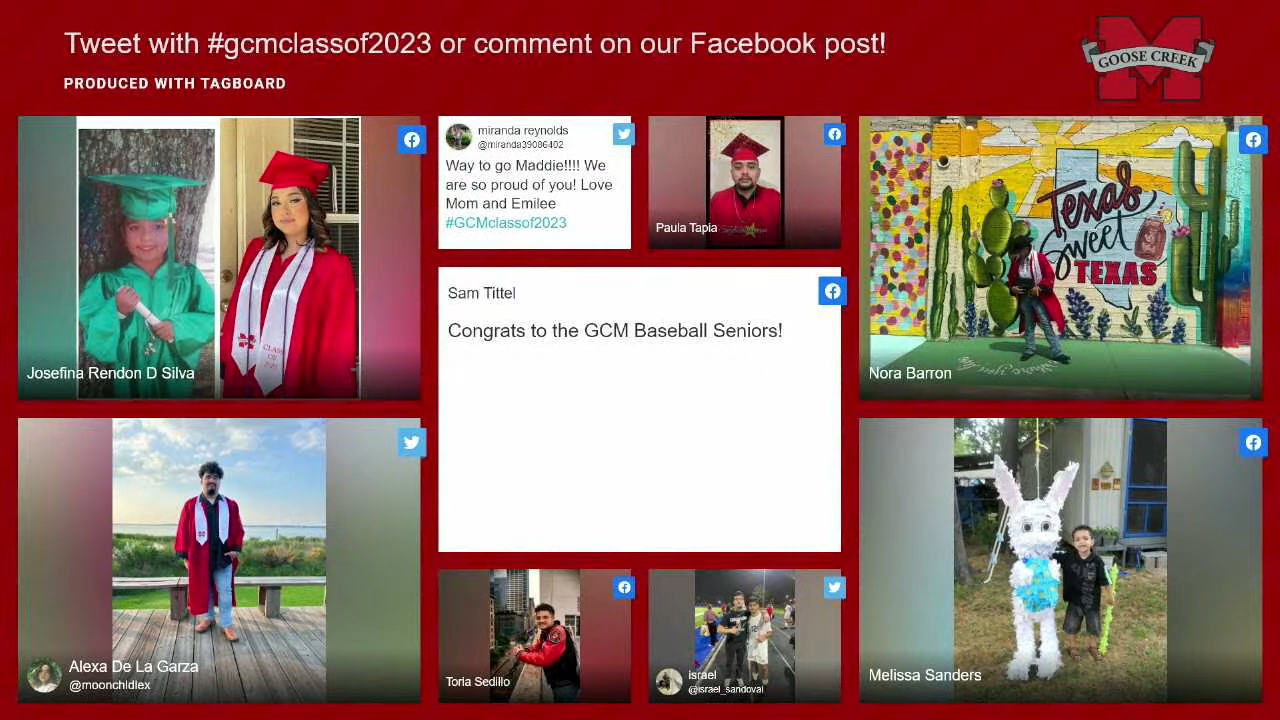 Tweet with #gcmclassof2023 or comment on our Facebook post!
PRODUCED WITH TAGBOARD
GOOSE CREEK
M
CLASS
OF
Josefina Rendon D Silva
miranda reynolds
@miranda39086402
Way to go Maddie!!!! We
are so proud of you! Love
Mom and Emilee
#GCMclassof2023
Paula Tapia
Texas
Sweet
TEXAS
Nora Barron
Sam Tittel
Congrats to the GCM Baseball Seniors!
Alexa De La Garza
@moonchidlex
Toria Sedillo
israel
@israel_sandoval
Melissa Sanders